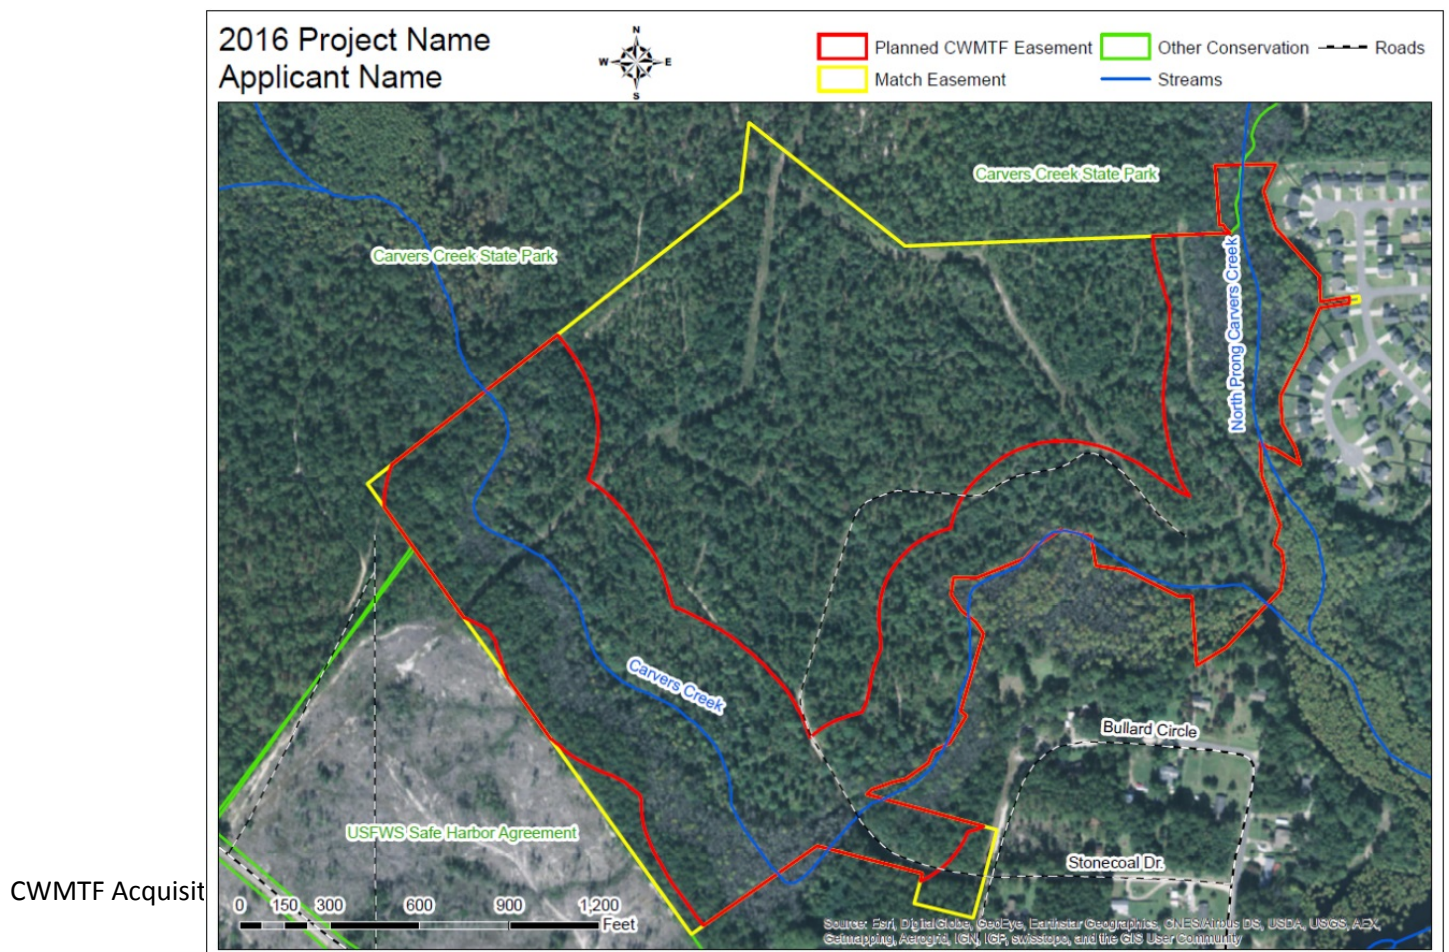 2016 Project Name
Applicant Name
N
W E
S
Planned CWMTF Easement
Match Easement
Other Conservation
Streams
Roads
Carvers Creek State Park
Carvers Creek State Park
North Prong Carvers Creek
Carvers Creek
Bullard Circle
USFWS Safe Harbor Agreement
Stonecoal Dr.
CWMTF Acquisit
0 150 300 600 900 1,200
Feet
Source: Esri, DigitalGlobe, GeoEye, Earthstar Geographics, CNES/Airbus DS, USDA, USGS, AEX,
Getmapping, Aerogrid, IGN, IGP, swisstopo, and the GIS User Community